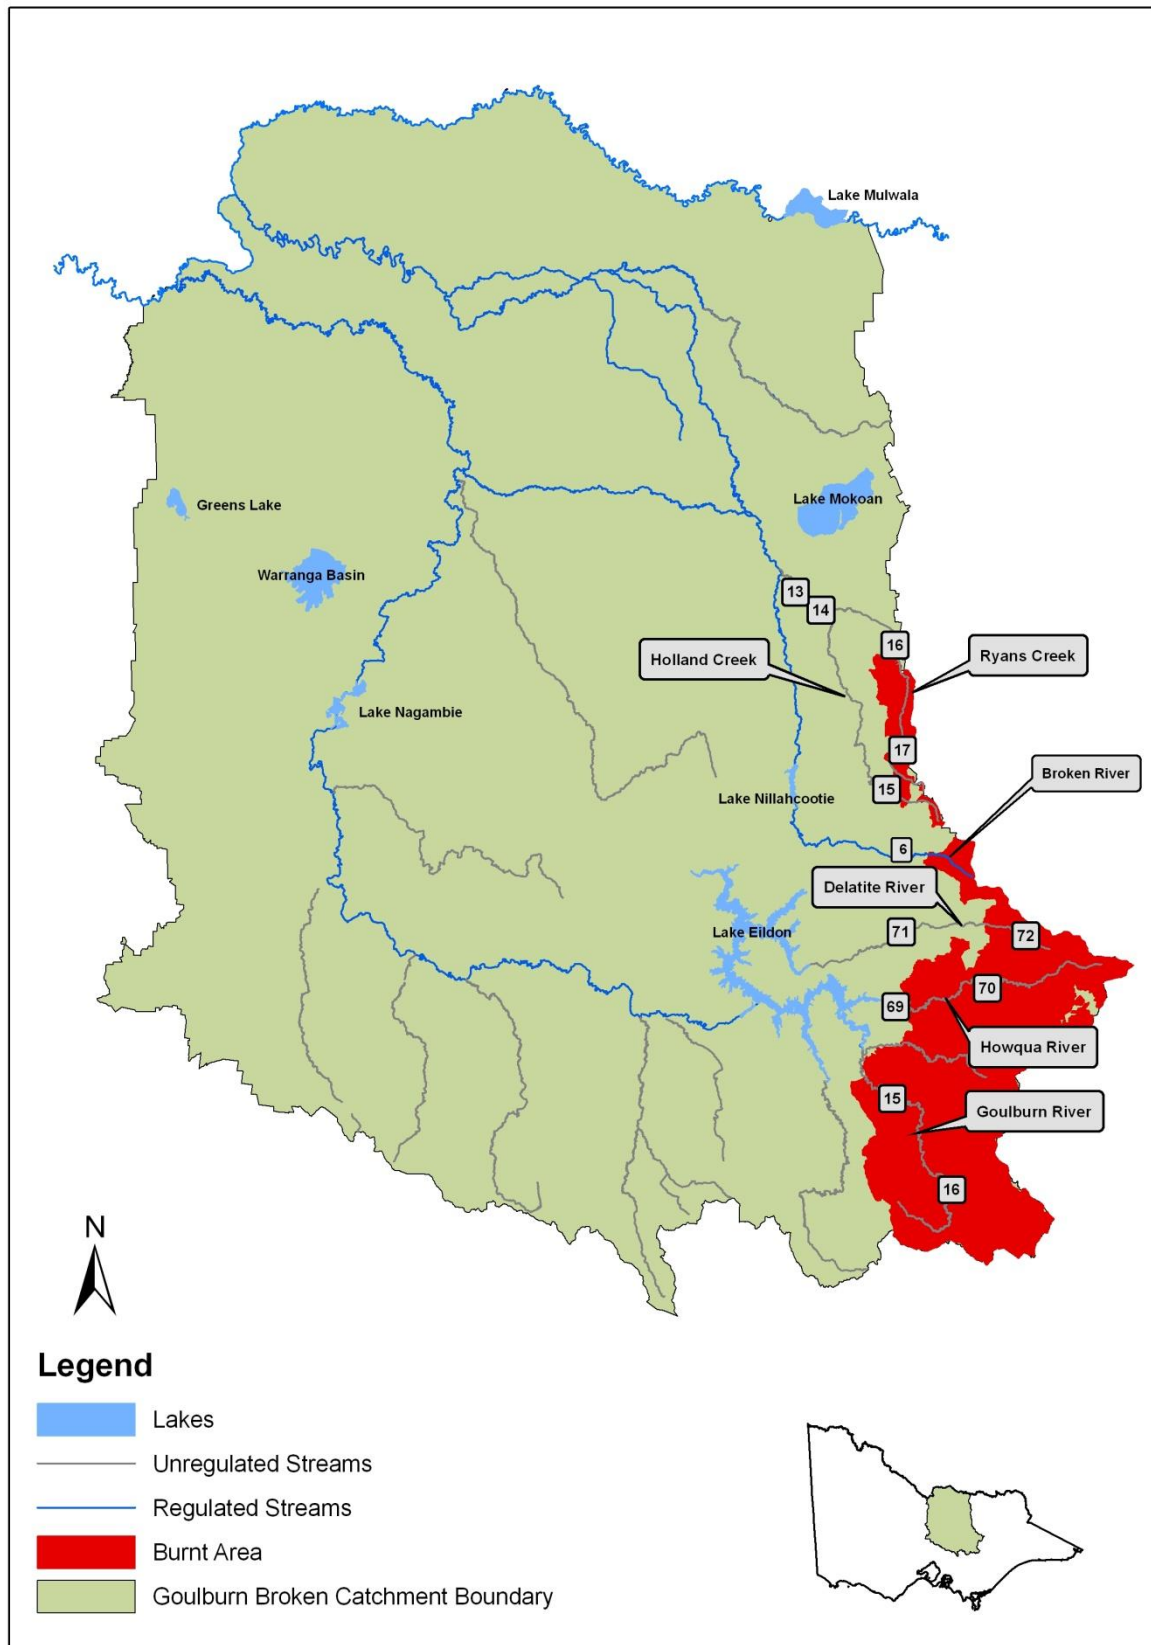 Lake Mulwala
Greens Lake
Lake Mokoan
Warranga Basin
13
14
16
Holland Creek
Ryans Creek
Lake Nagambie
17
Broken River
15
Lake Nillahcootie
6
Delatite River
Lake Eildon
71
72
70
69
Howqua River
15
Goulburn River
16
N
Legend
Lakes
Unregulated Streams
Regulated Streams
Burnt Area
Goulburn Broken Catchment Boundary